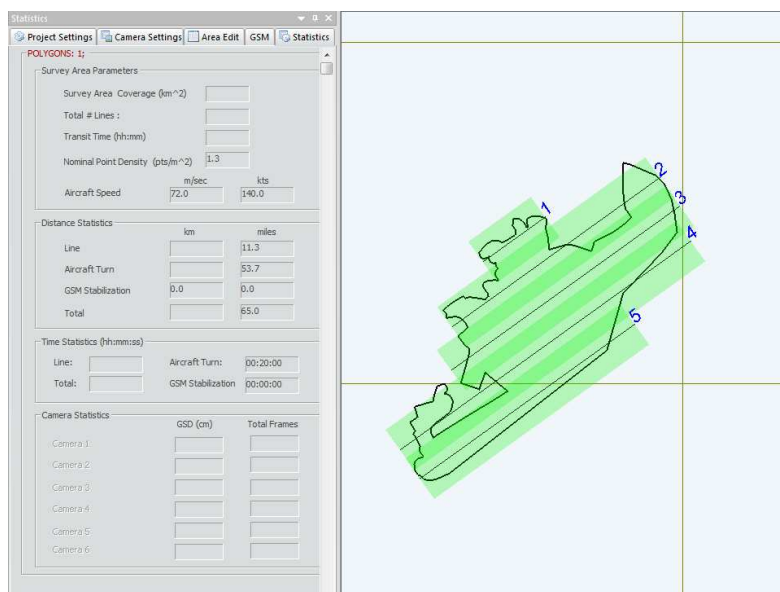 Statistics
Project Settings Camera Settings Area Edit GSM Statistics
POLYGONS: 1;
Survey Area Parameters
Survey Area Coverage (km^2)
Total # Lines :
Transit Time (hh:mm)
Nominal Point Density (pts/m^2) 1.3
m/sec kts
Aircraft Speed 72.0 140.0
Distance Statistics
km miles
Line 11.3
Aircraft Turn 53.7
GSM Stabilization 0.0 0.0
Total 65.0
Time Statistics (hh:mm:ss)
Line: Aircraft Turn: 00:20:00
Total: GSM Stabilization 00:00:00
Camera Statistics
GSD (cm) Total Frames
Camera 1
Camera 2
Camera 3
Camera 4
Camera 5
Camera 6
1
2
3
4
5